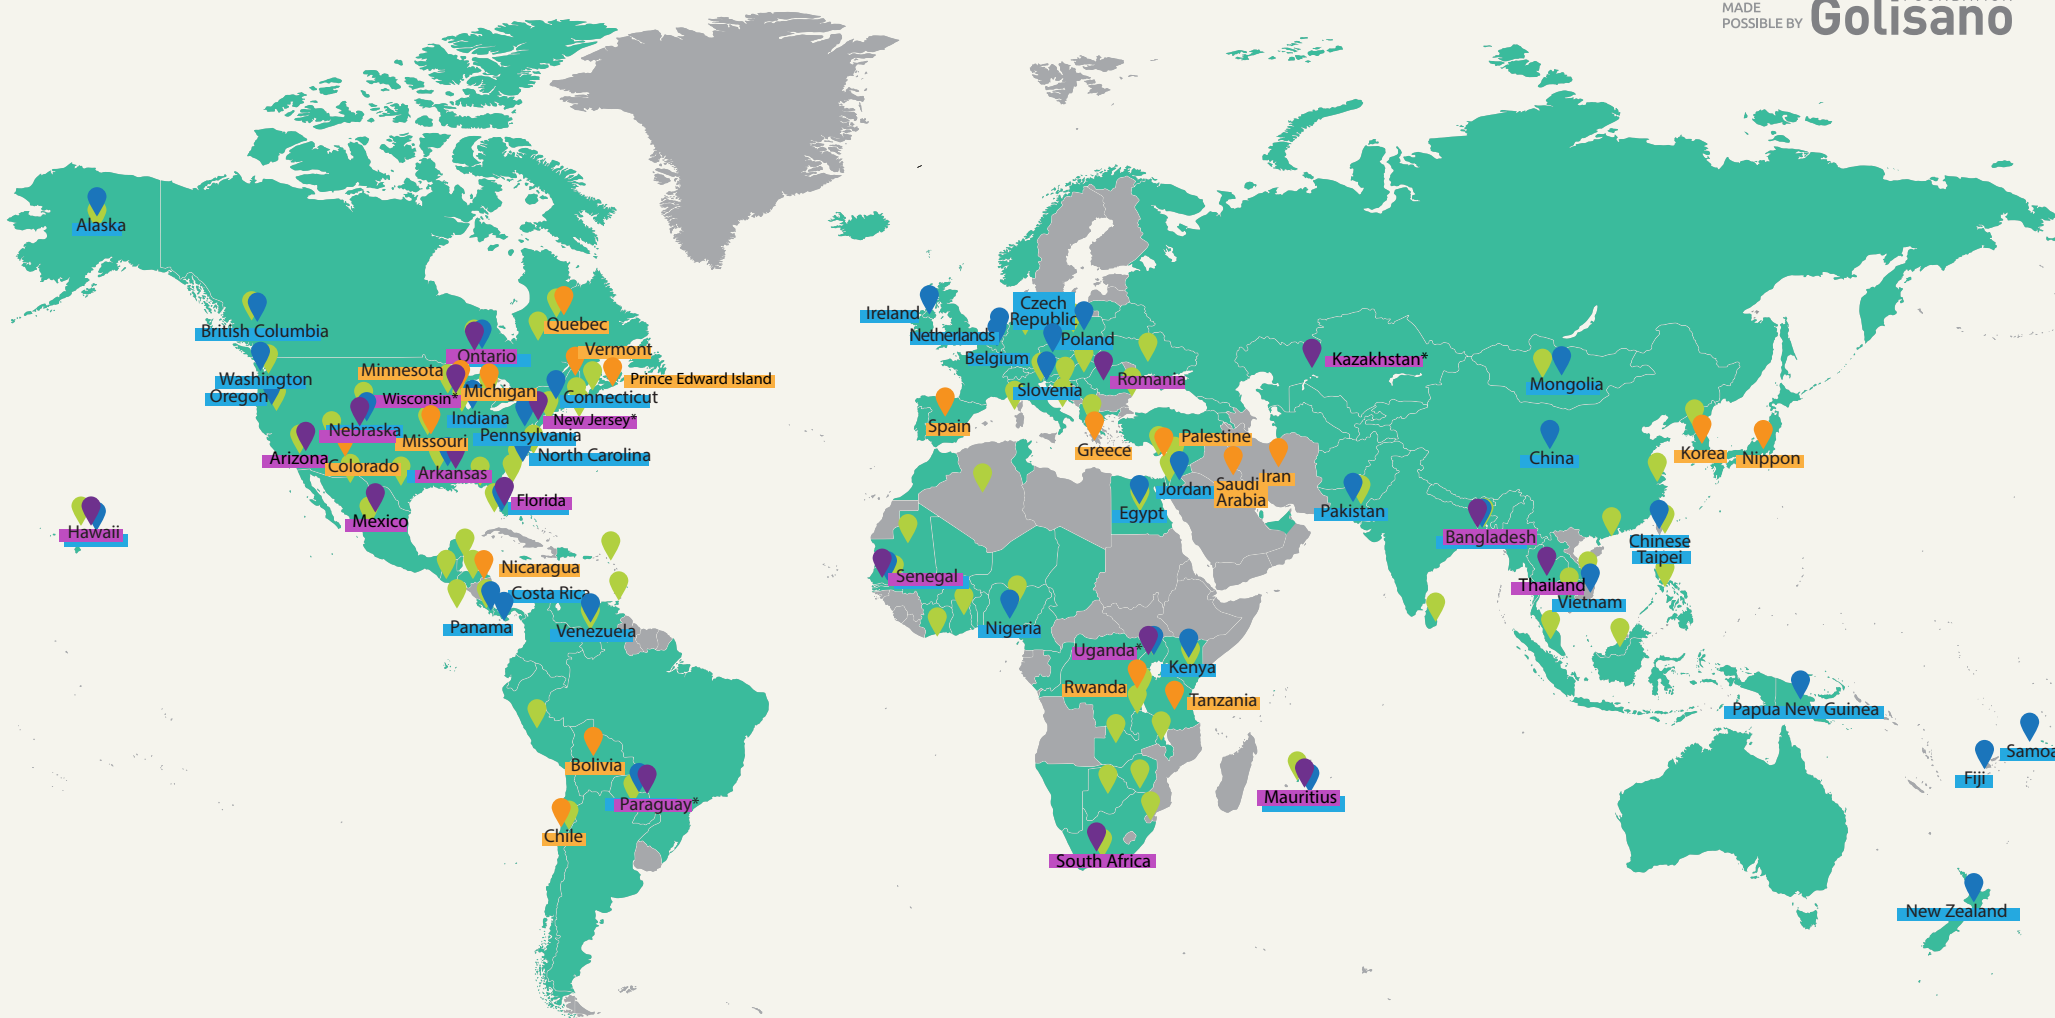 MADE
POSSIBLE BY
Golisano
Alaska
British Columbia
Washington
Oregon
Ontario
Quebec
Vermont
Minnesota
Prince Edward Island
Michigan
Wisconsin*
Connecticut
Indiana
New Jersey*
Nebraska
Missouri
Pennsylvania
Arizona
Colorado
North Carolina
Arkansas
Florida
Mexico
Hawaii
Nicaragua
Costa Rica
Panama
Venezuela
Bolivia
Paraguay*
Chile
Ireland
Netherlands
Czech
Republic
Poland
Belgium
Slovenia
Romania
Spain
Greece
Palestine
Jordan
Saudi
Arabia
Iran
Egypt
Kazakhstan*
Mongolia
China
Korea
Nippon
Pakistan
Bangladesh
Chinese
Taipei
Thailand
Vietnam
Senegal
Nigeria
Uganda*
Kenya
Rwanda
Tanzania
Mauritius
South Africa
Papua New Guinea
Samoa
Fiji
New Zealand